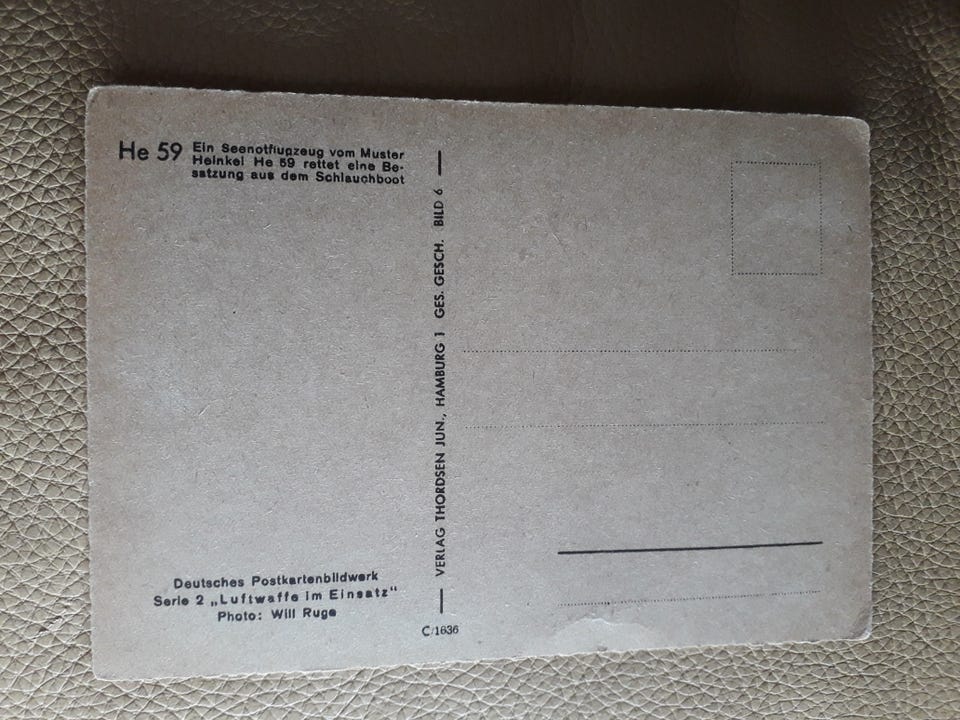 He 59 Ein Seenotflugzeug vom Muster
Heinkel He 59 rettet eine Be-
satzung aus dem Schlauchboot
VERLAG THORDSEN JUN., HAMBURG 1 GES. GESCH. BILD 6
Deutsches Postkartenbildwerk
Serie 2 „Luftwaffe im Einsatz“
Photo: Will Ruge
C/1636